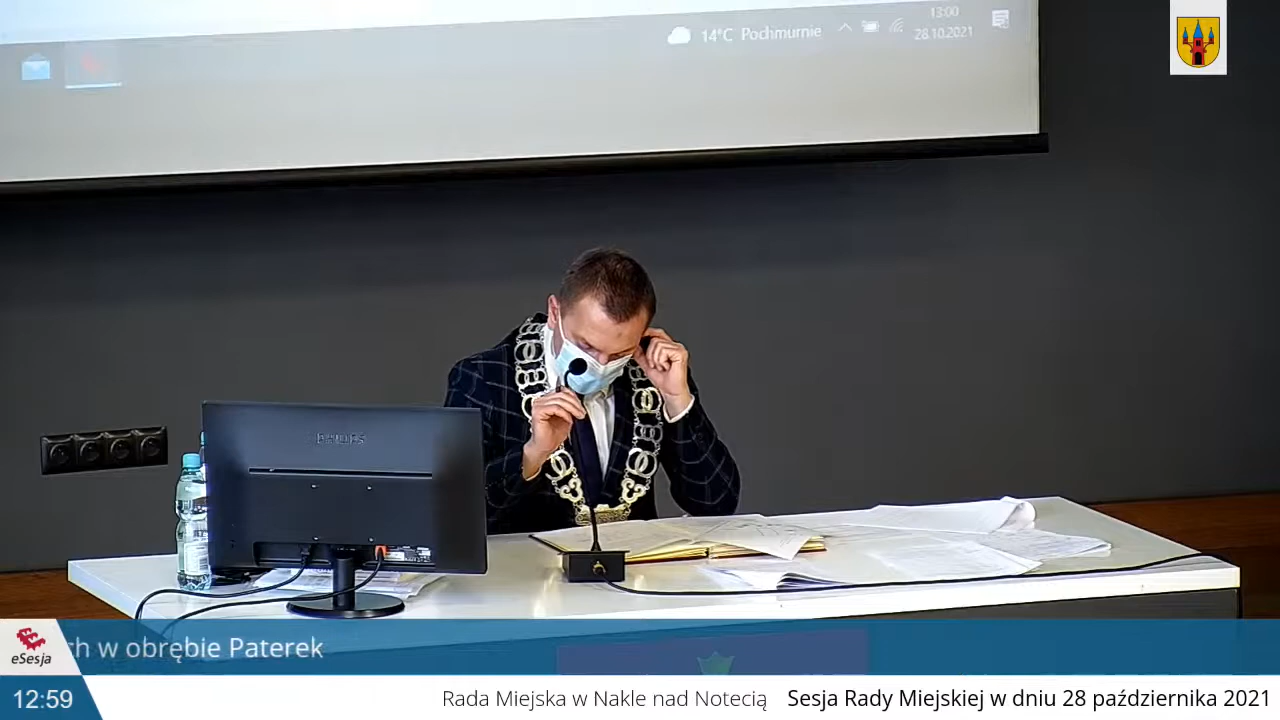 13:00
14°C Pochmurnie
28.10.2021
PHILIPS
ch w obrębie Paterek
eSesja
12:59
Rada Miejska w Nakle nad Notecią
Sesja Rady Miejskiej w dniu 28 października 2021